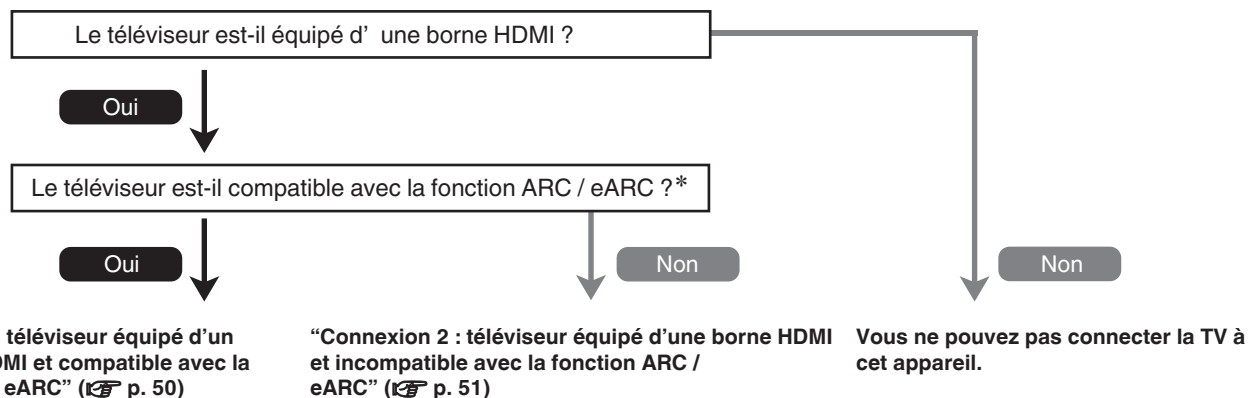 Le téléviseur est-il équipé d' une borne HDMI ?
Oui
Le téléviseur est-il compatible avec la fonction ARC / eARC ?*
Oui
Non
Non
téléviseur équipé d'un
et compatible avec la
eARC” (p. 50)
“Connexion 2 : téléviseur équipé d'une borne HDMI
et incompatible avec la fonction ARC /
eARC” (p. 51)
Vous ne pouvez pas connecter la TV à
cet appareil.